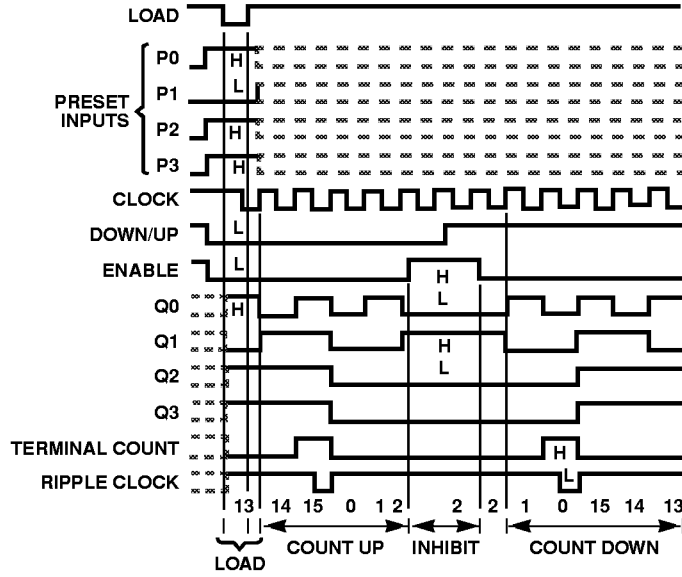 LOAD
P0 H
PRESET INPUTS P1 L
P2 H
P3 H
CLOCK
DOWN/UP L
ENABLE L H
Q0 H L
Q1 H
Q2 L
Q3
TERMINAL COUNT H
RIPPLE CLOCK L
13 14 15 0 1 2 2 2 1 0 15 14 13
LOAD COUNT UP INHIBIT COUNT DOWN